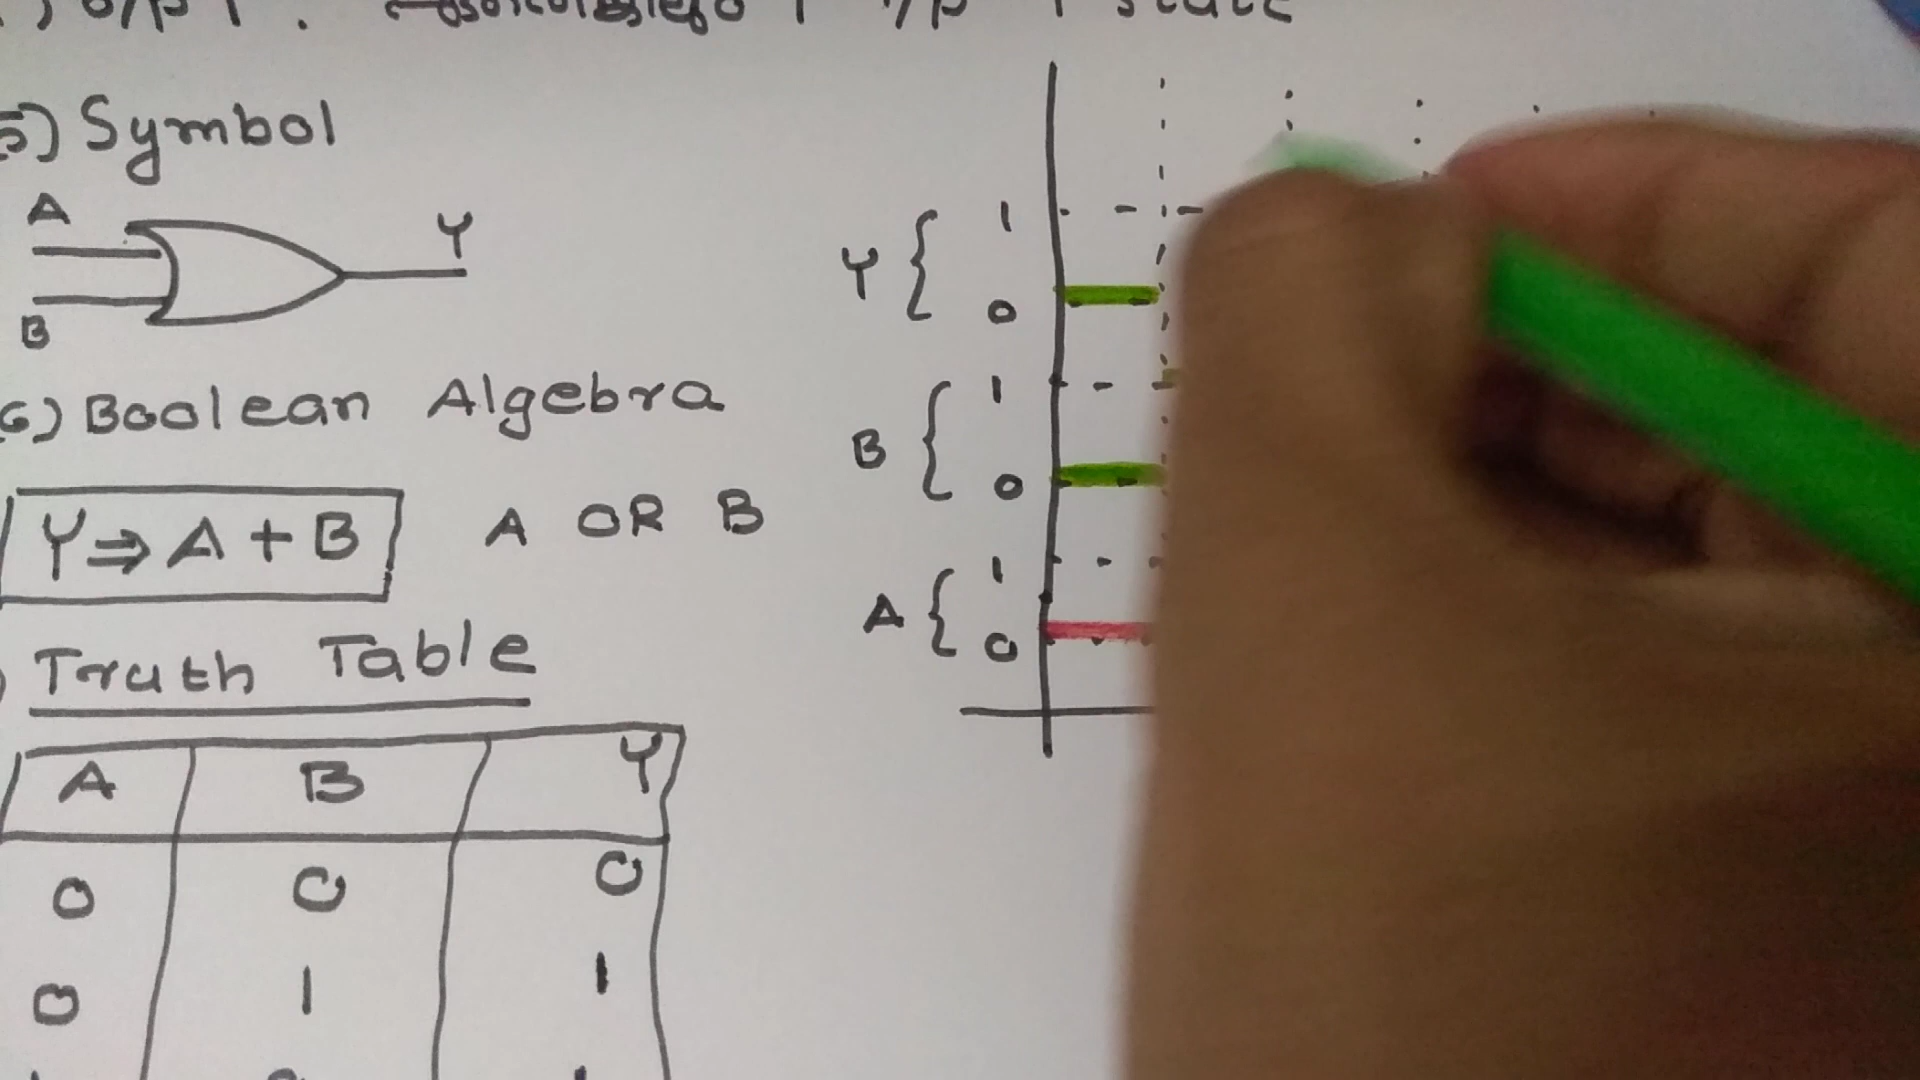 state
5) Symbol
A
Y
B
6) Boolean Algebra
Y ⇒ A + B A OR B
Truth Table
A B Y
0 0 0
0 1 1
Y { 1
0
B { 1
0
A { 1
0